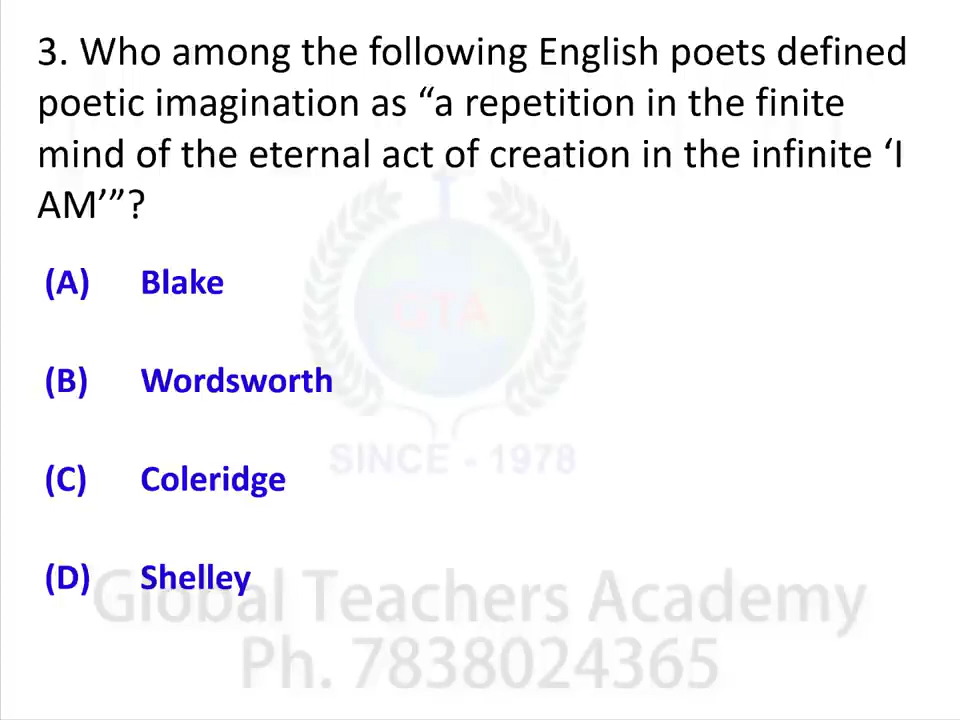 3. Who among the following English poets defined
poetic imagination as “a repetition in the finite
mind of the eternal act of creation in the infinite ‘I
AM’”?
(A) Blake
GTA
(B) Wordsworth
SINCE - 1978
(C) Coleridge
(D) Shelley
Global Teachers Academy
Ph. 7838024365